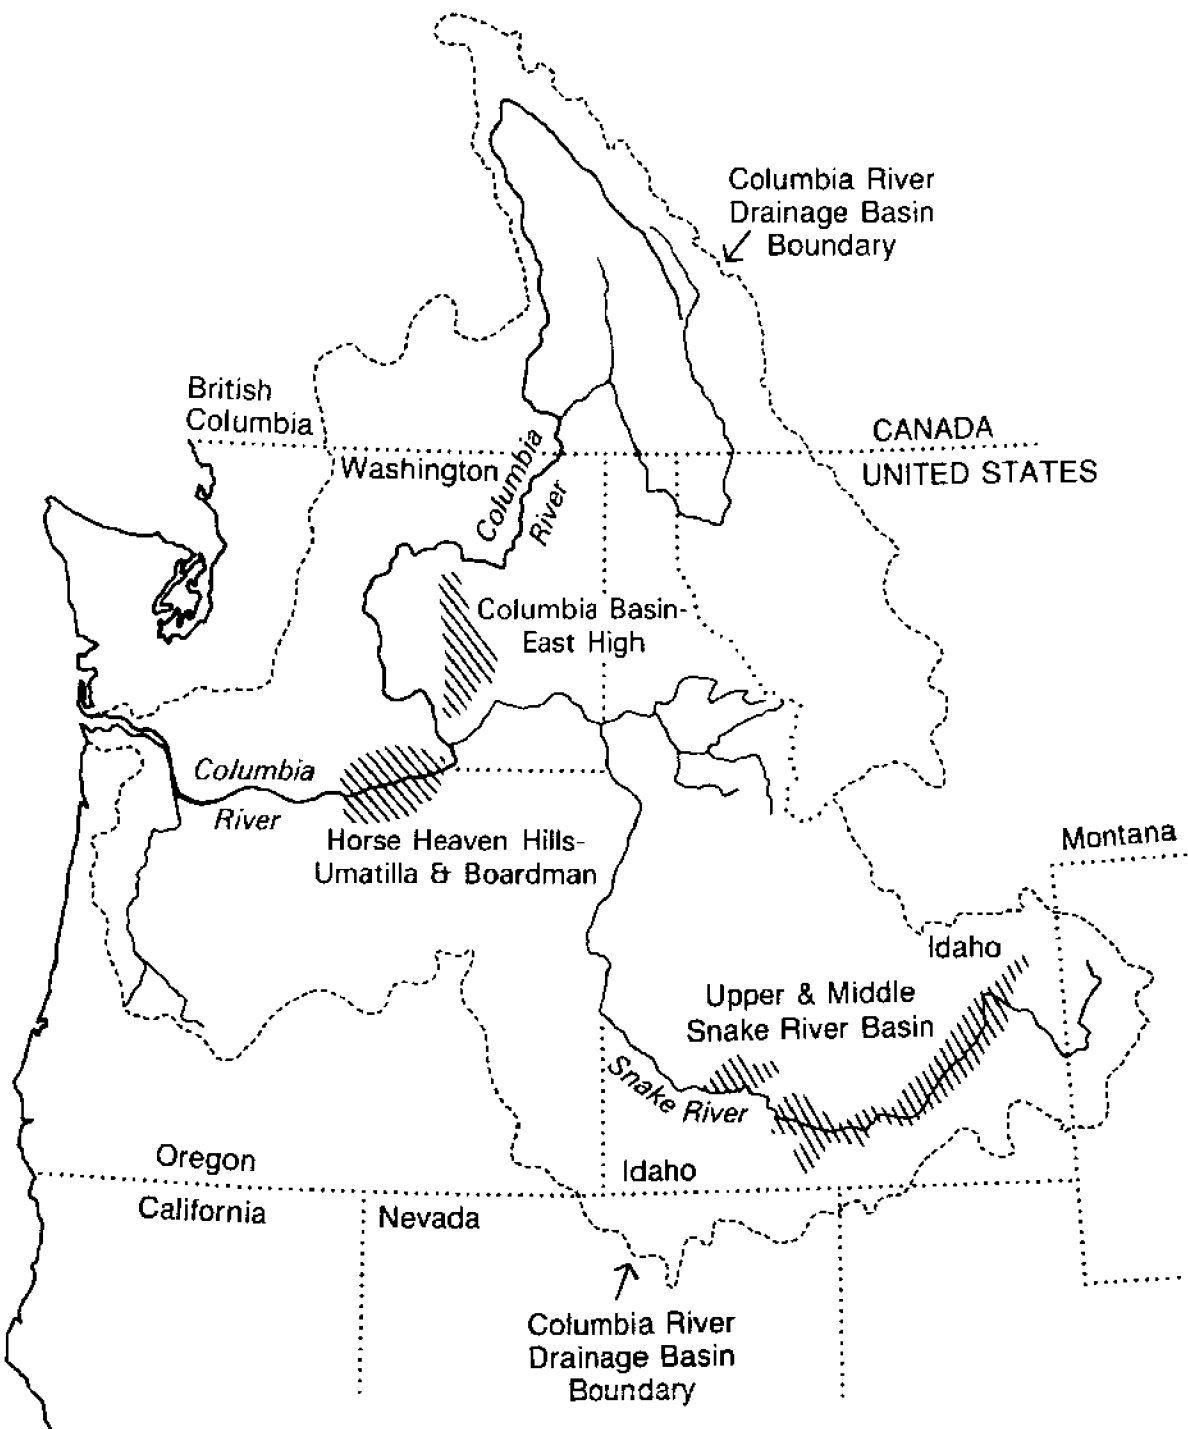 Columbia River
Drainage Basin
Boundary
British
Columbia
CANADA
Washington
UNITED STATES
Columbia
River
Columbia Basin-
East High
Columbia
River
Horse Heaven Hills-
Umatilla & Boardman
Montana
Idaho
Upper & Middle
Snake River Basin
Snake River
Oregon
Idaho
California
Nevada
Columbia River
Drainage Basin
Boundary